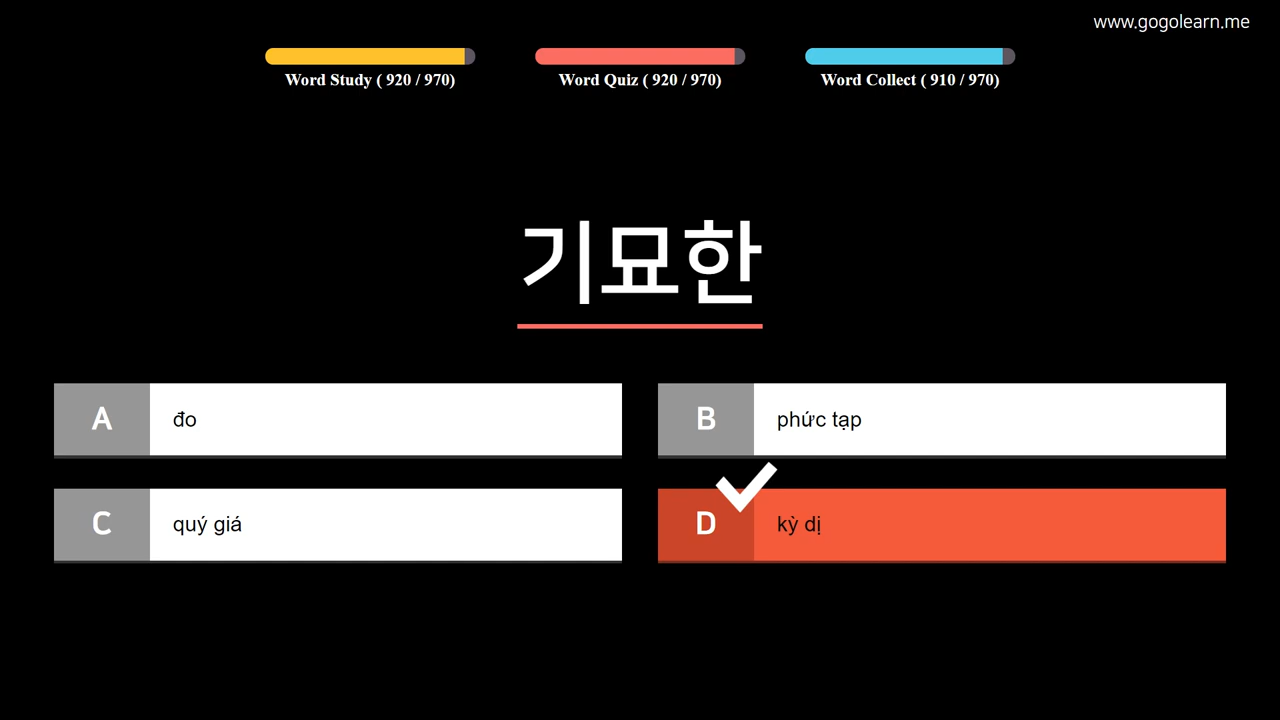 www.gogolearn.me
Word Study ( 920 / 970)
Word Quiz ( 920 / 970)
Word Collect ( 910 / 970)
기묘한
A
đo
B
phức tạp
C
quý giá
D
kỳ dị